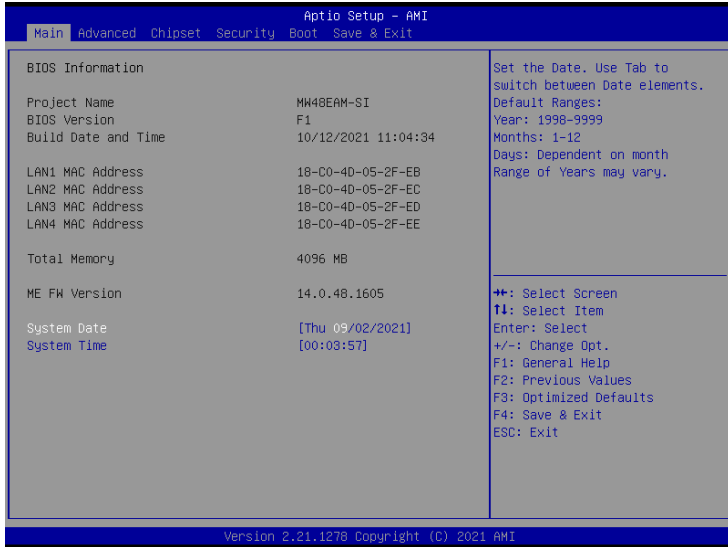 Aptio Setup – AMI
Main Advanced Chipset Security Boot Save & Exit
BIOS Information
Project Name MW48EAM-SI
BIOS Version F1
Build Date and Time 10/12/2021 11:04:34
LAN1 MAC Address 18-C0-4D-05-2F-EB
LAN2 MAC Address 18-C0-4D-05-2F-EC
LAN3 MAC Address 18-C0-4D-05-2F-ED
LAN4 MAC Address 18-C0-4D-05-2F-EE
Total Memory 4096 MB
ME FW Version 14.0.48.1605
System Date [Thu 09/02/2021]
System Time [00:03:57]
Set the Date. Use Tab to
switch between Date elements.
Default Ranges:
Year: 1998-9999
Months: 1-12
Days: Dependent on month
Range of Years may vary.
→←: Select Screen
↑↓: Select Item
Enter: Select
+/-: Change Opt.
F1: General Help
F2: Previous Values
F3: Optimized Defaults
F4: Save & Exit
ESC: Exit
Version 2.21.1278 Copyright (C) 2021 AMI